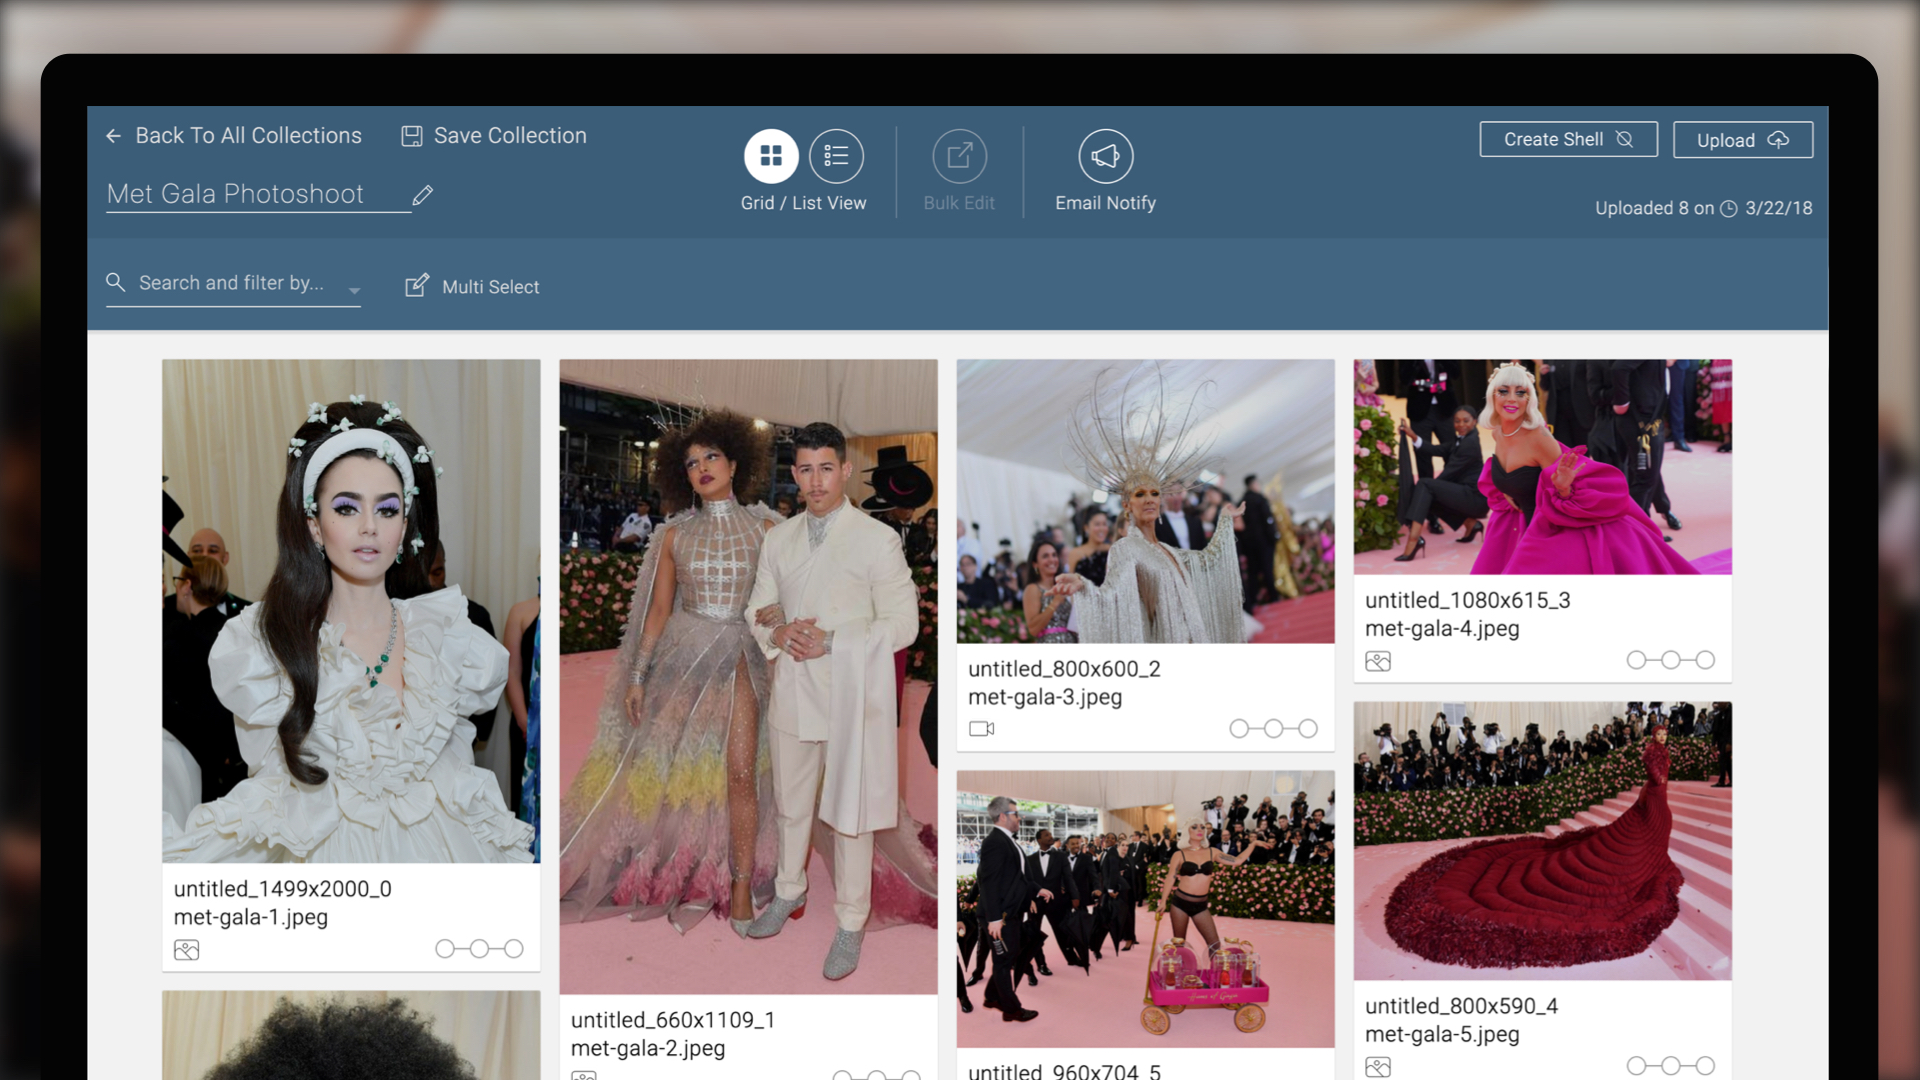 Back To All Collections
Save Collection
Met Gala Photoshoot
Grid / List View
Bulk Edit
Email Notify
Create Shell
Upload
Uploaded 8 on 3/22/18
Search and filter by...
Multi Select
untitled_1499x2000_0
met-gala-1.jpeg
untitled_660x1109_1
met-gala-2.jpeg
untitled_800x600_2
met-gala-3.jpeg
untitled_960x704_5
untitled_1080x615_3
met-gala-4.jpeg
untitled_800x590_4
met-gala-5.jpeg